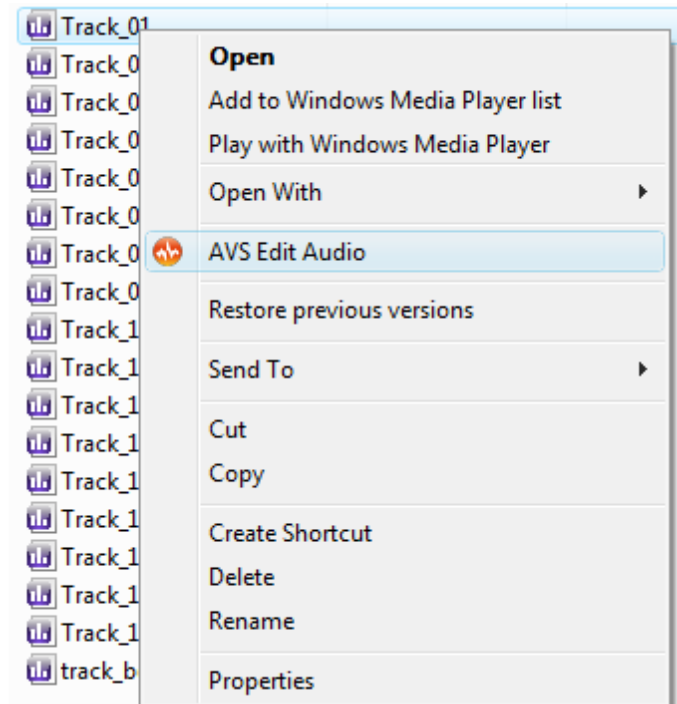 Track_01
Track_0
Track_0
Track_0
Track_0
Track_0
Track_0
Track_0
Track_1
Track_1
Track_1
Track_1
Track_1
Track_1
Track_1
Track_1
Track_1
track_b
Open
Add to Windows Media Player list
Play with Windows Media Player
Open With
AVS Edit Audio
Restore previous versions
Send To
Cut
Copy
Create Shortcut
Delete
Rename
Properties